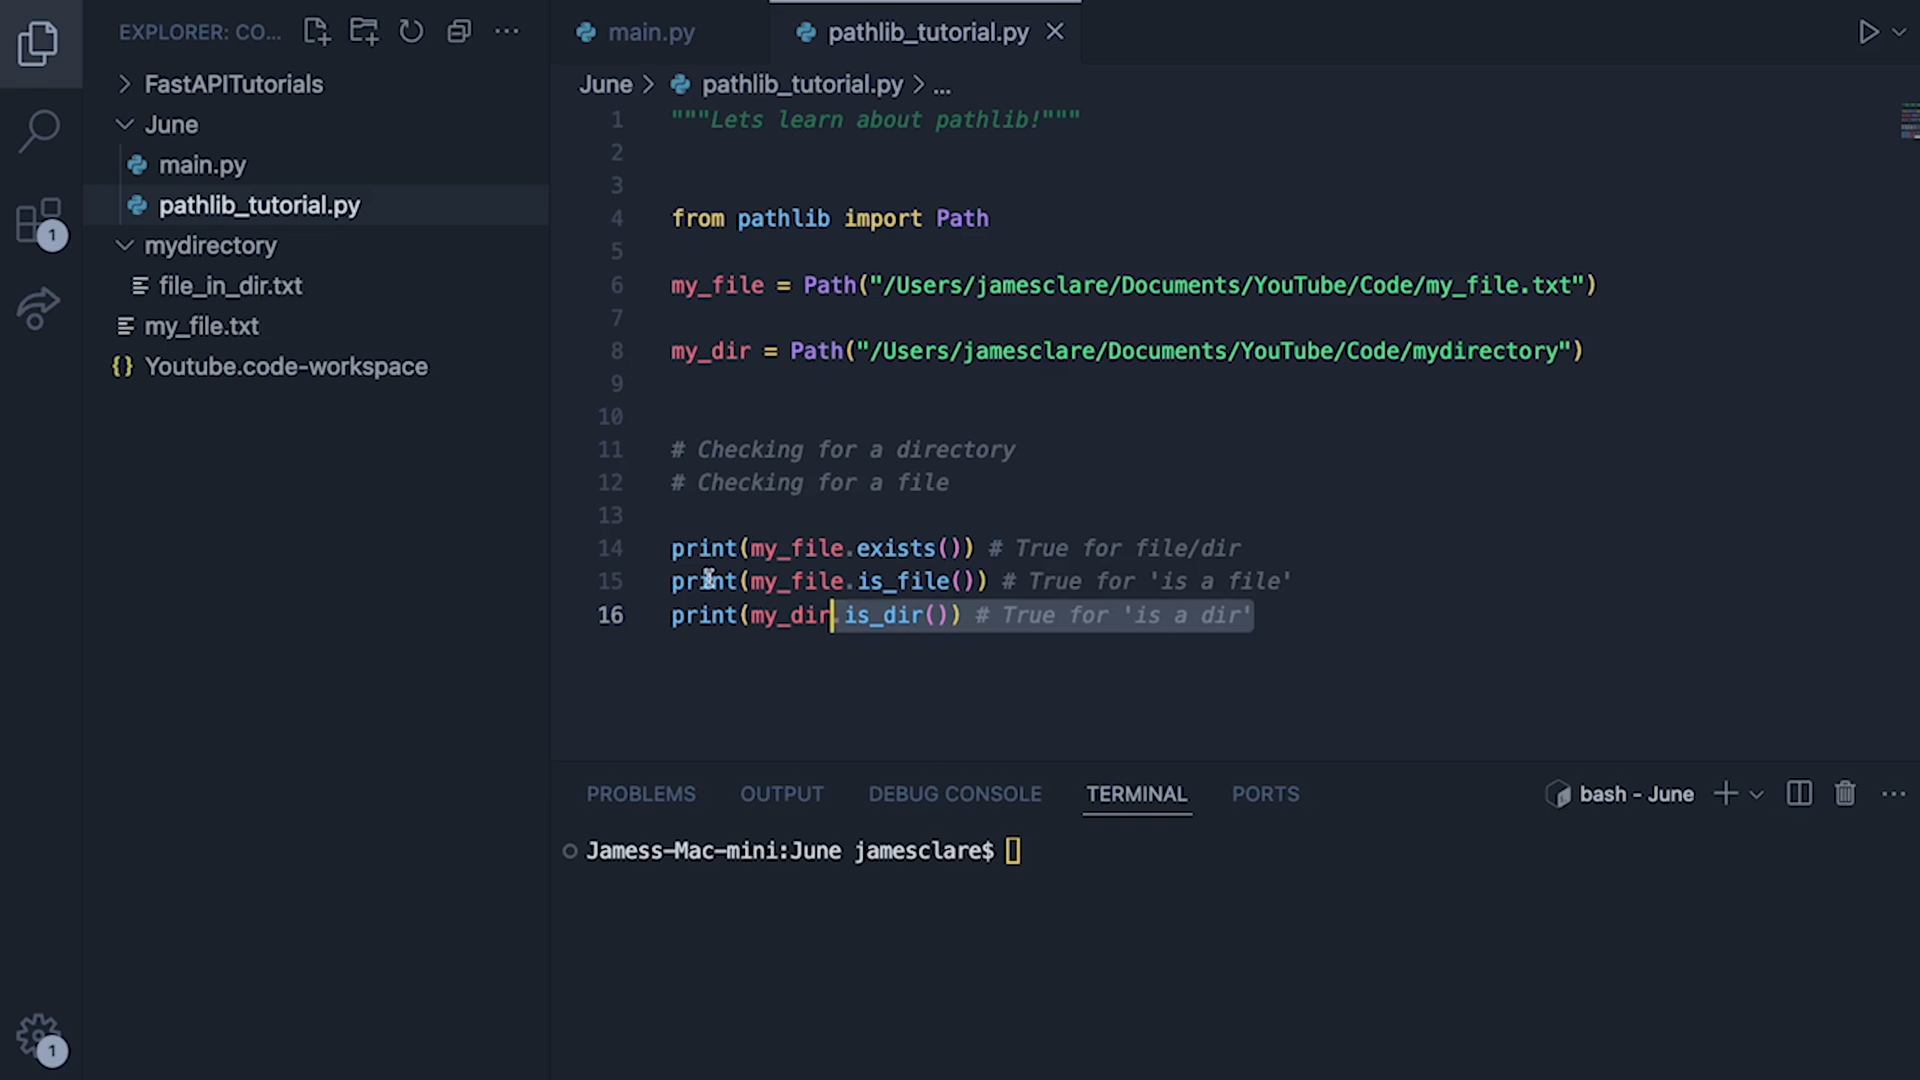 EXPLORER: CO...
FastAPITutorials
June
main.py
pathlib_tutorial.py
mydirectory
file_in_dir.txt
my_file.txt
{} Youtube.code-workspace
1
1
main.py
pathlib_tutorial.py
June > pathlib_tutorial.py > ...
1 """Lets learn about pathlib!"""
2
3
4 from pathlib import Path
5
6 my_file = Path("/Users/jamesclare/Documents/YouTube/Code/my_file.txt")
7
8 my_dir = Path("/Users/jamesclare/Documents/YouTube/Code/mydirectory")
9
10
11 # Checking for a directory
12 # Checking for a file
13
14 print(my_file.exists()) # True for file/dir
15 print(my_file.is_file()) # True for 'is a file'
16 print(my_dir.is_dir()) # True for 'is a dir'
PROBLEMS OUTPUT DEBUG CONSOLE TERMINAL PORTS
bash - June
Jamess-Mac-mini:June jamesclare$